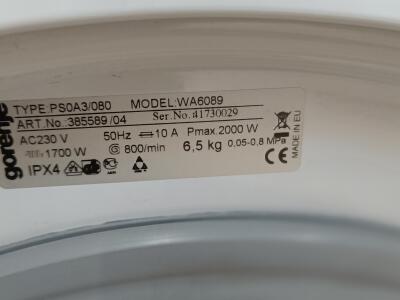 gorenje
TYPE:PS0A3/080 MODEL:WA6089
ART.No.:385589/04 Ser.No.:41730029
AC230 V 50Hz 10 A Pmax.2000 W
1700 W 800/min 6,5 kg 0,05-0,8 MPa
IPX4
CE
MADE IN EU